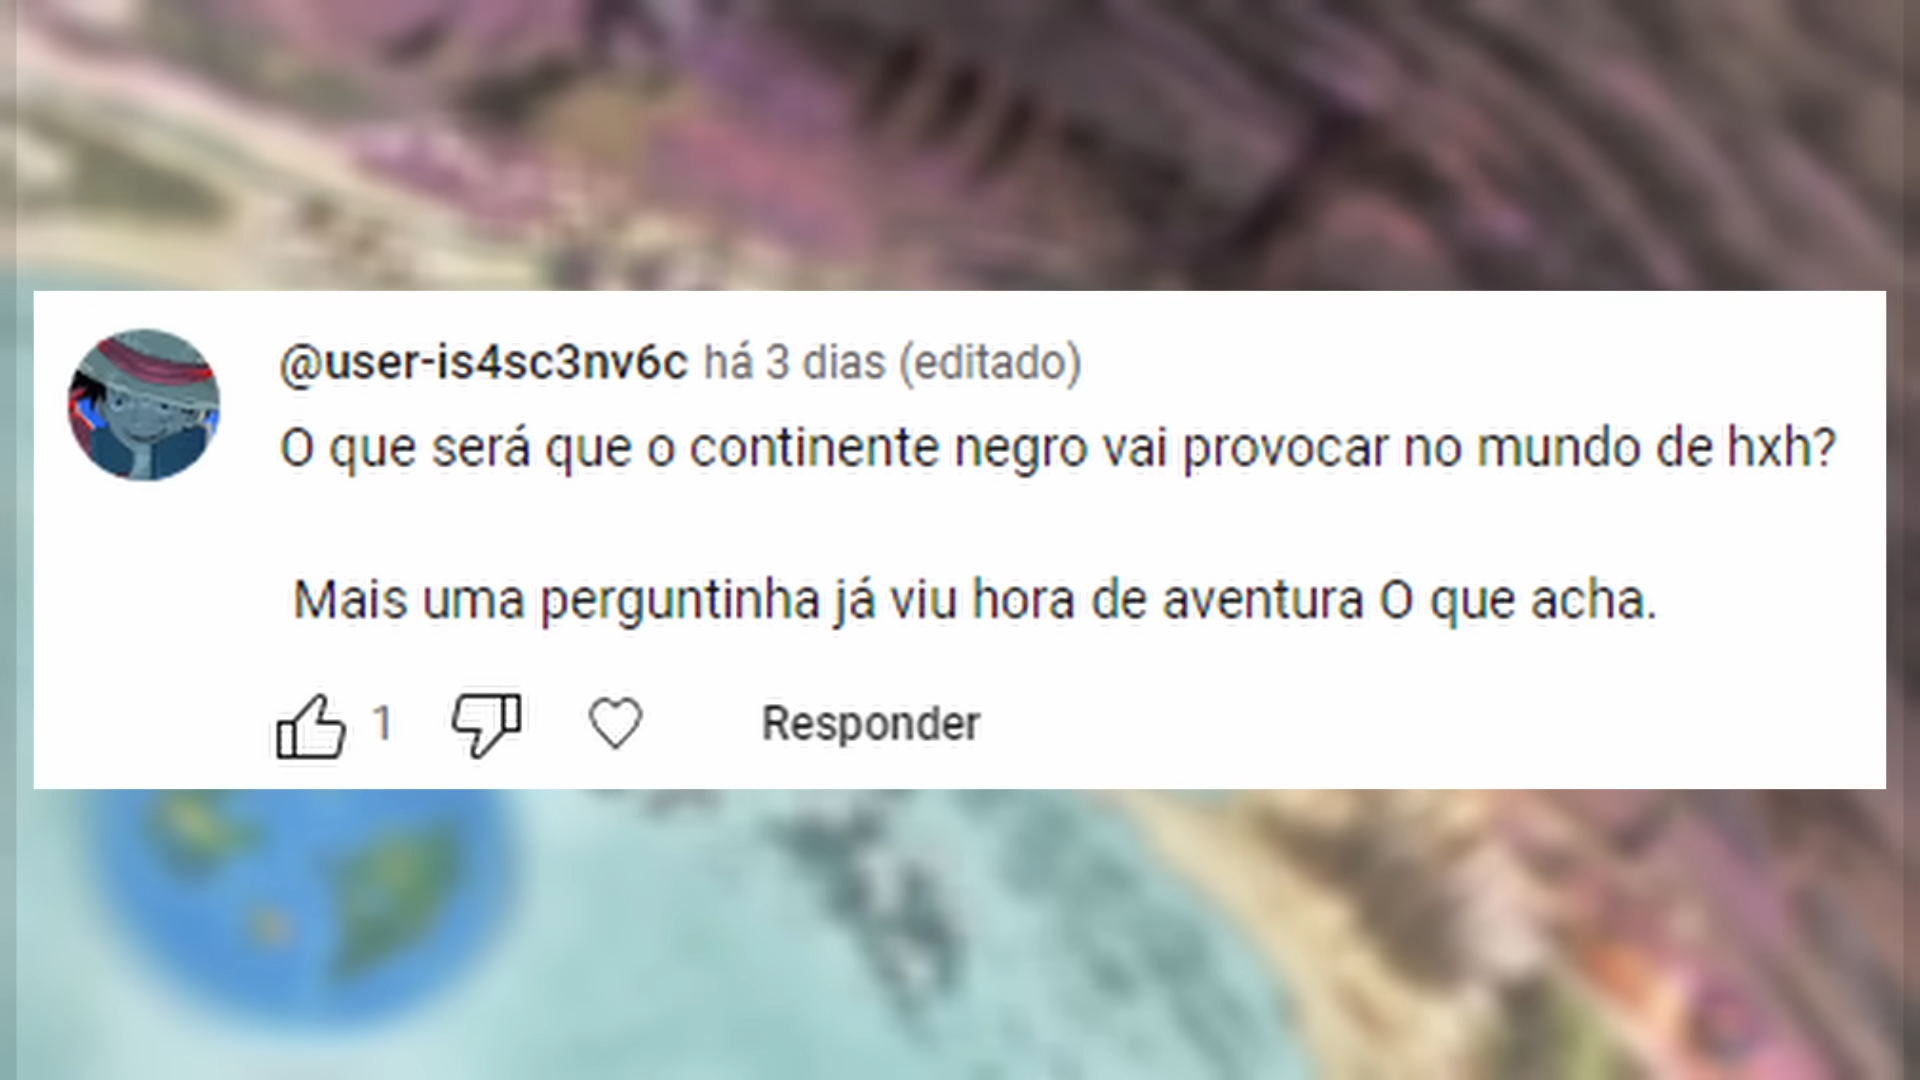 @user-is4sc3nv6c há 3 dias (editado)
O que será que o continente negro vai provocar no mundo de hxh?
Mais uma perguntinha já viu hora de aventura O que acha.
1 Responder